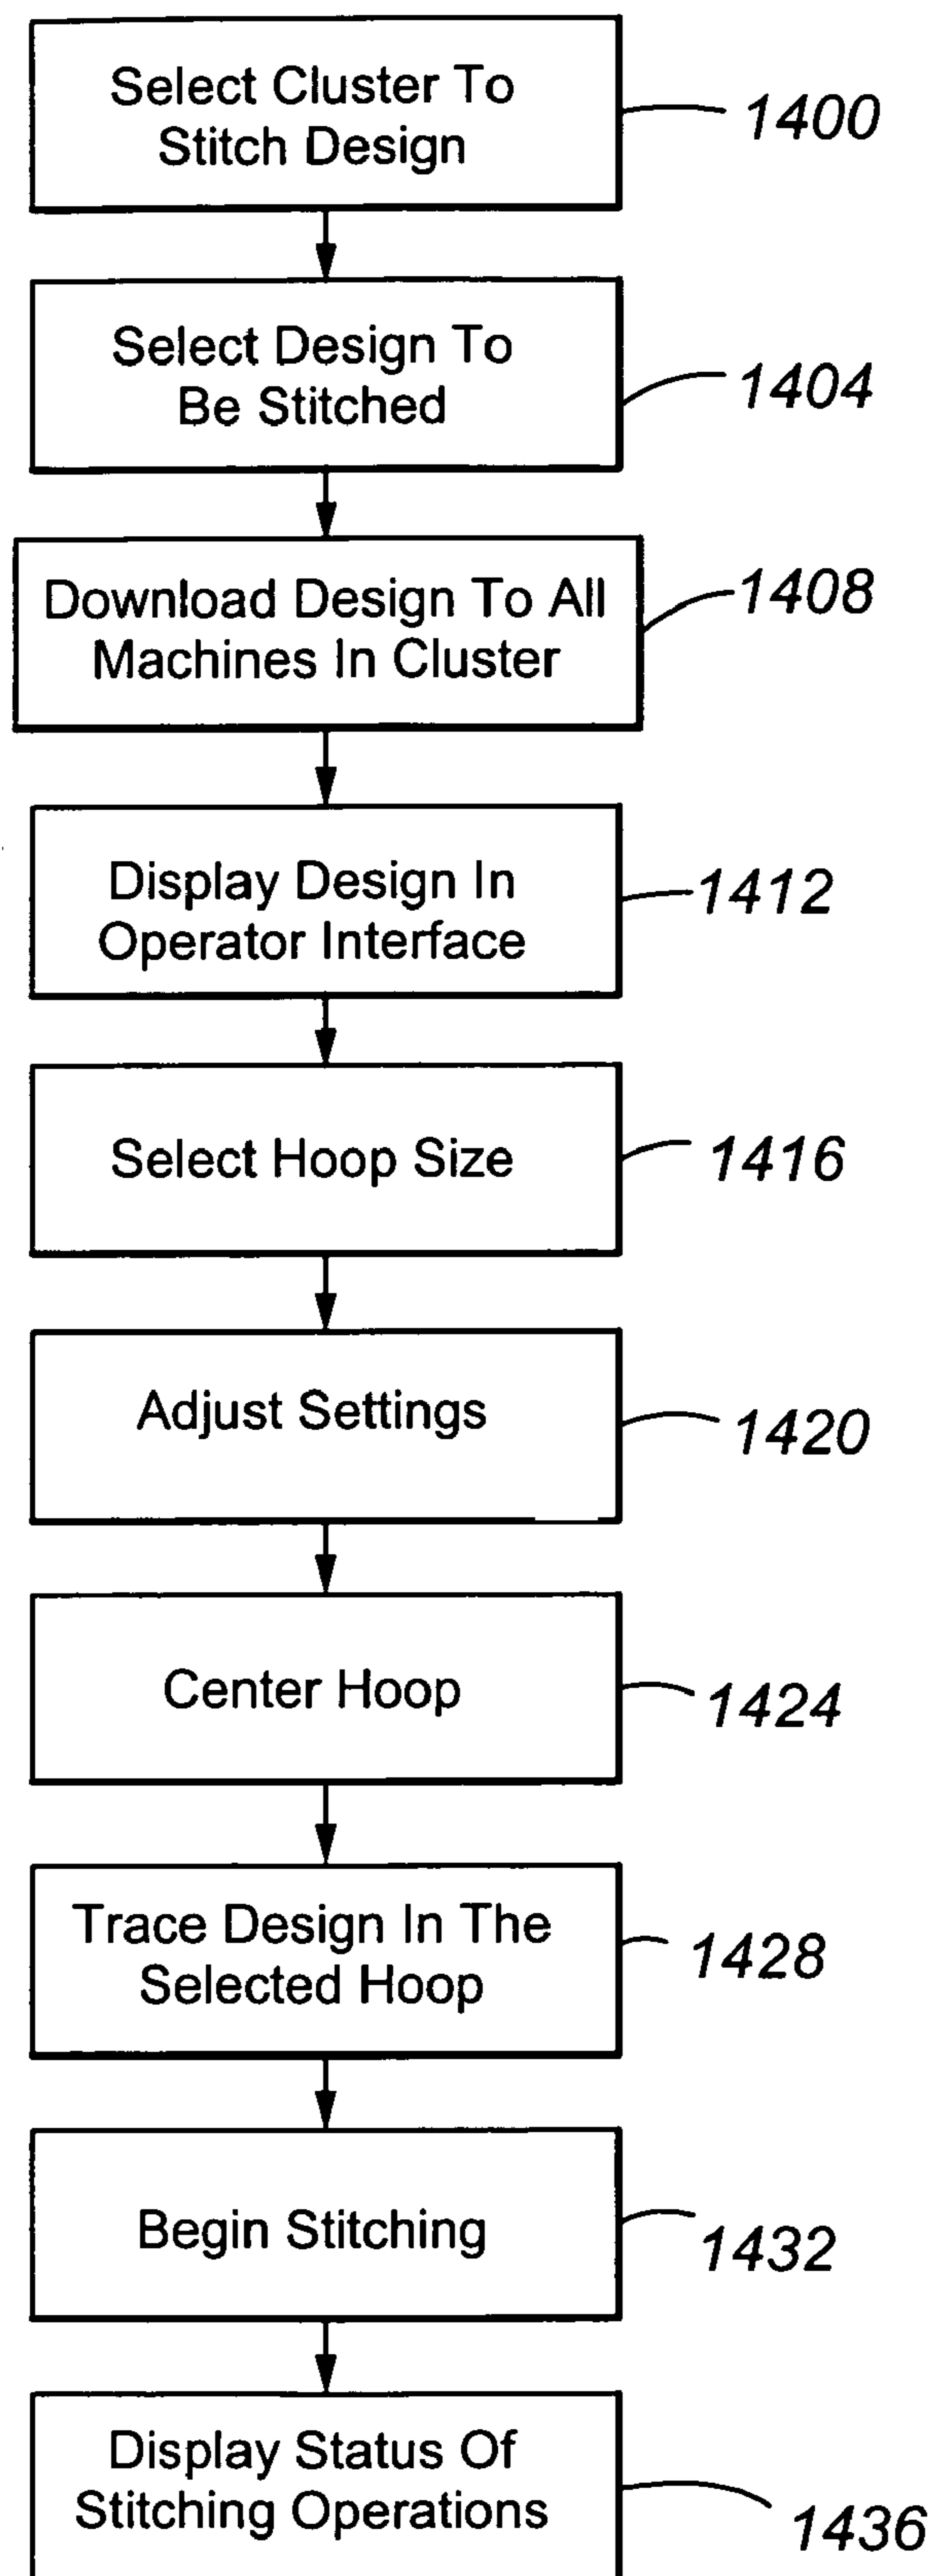 Select Cluster To
Stitch Design
1400
Select Design To
Be Stitched
1404
Download Design To All
Machines In Cluster
1408
Display Design In
Operator Interface
1412
Select Hoop Size
1416
Adjust Settings
1420
Center Hoop
1424
Trace Design In The
Selected Hoop
1428
Begin Stitching
1432
Display Status Of
Stitching Operations
1436